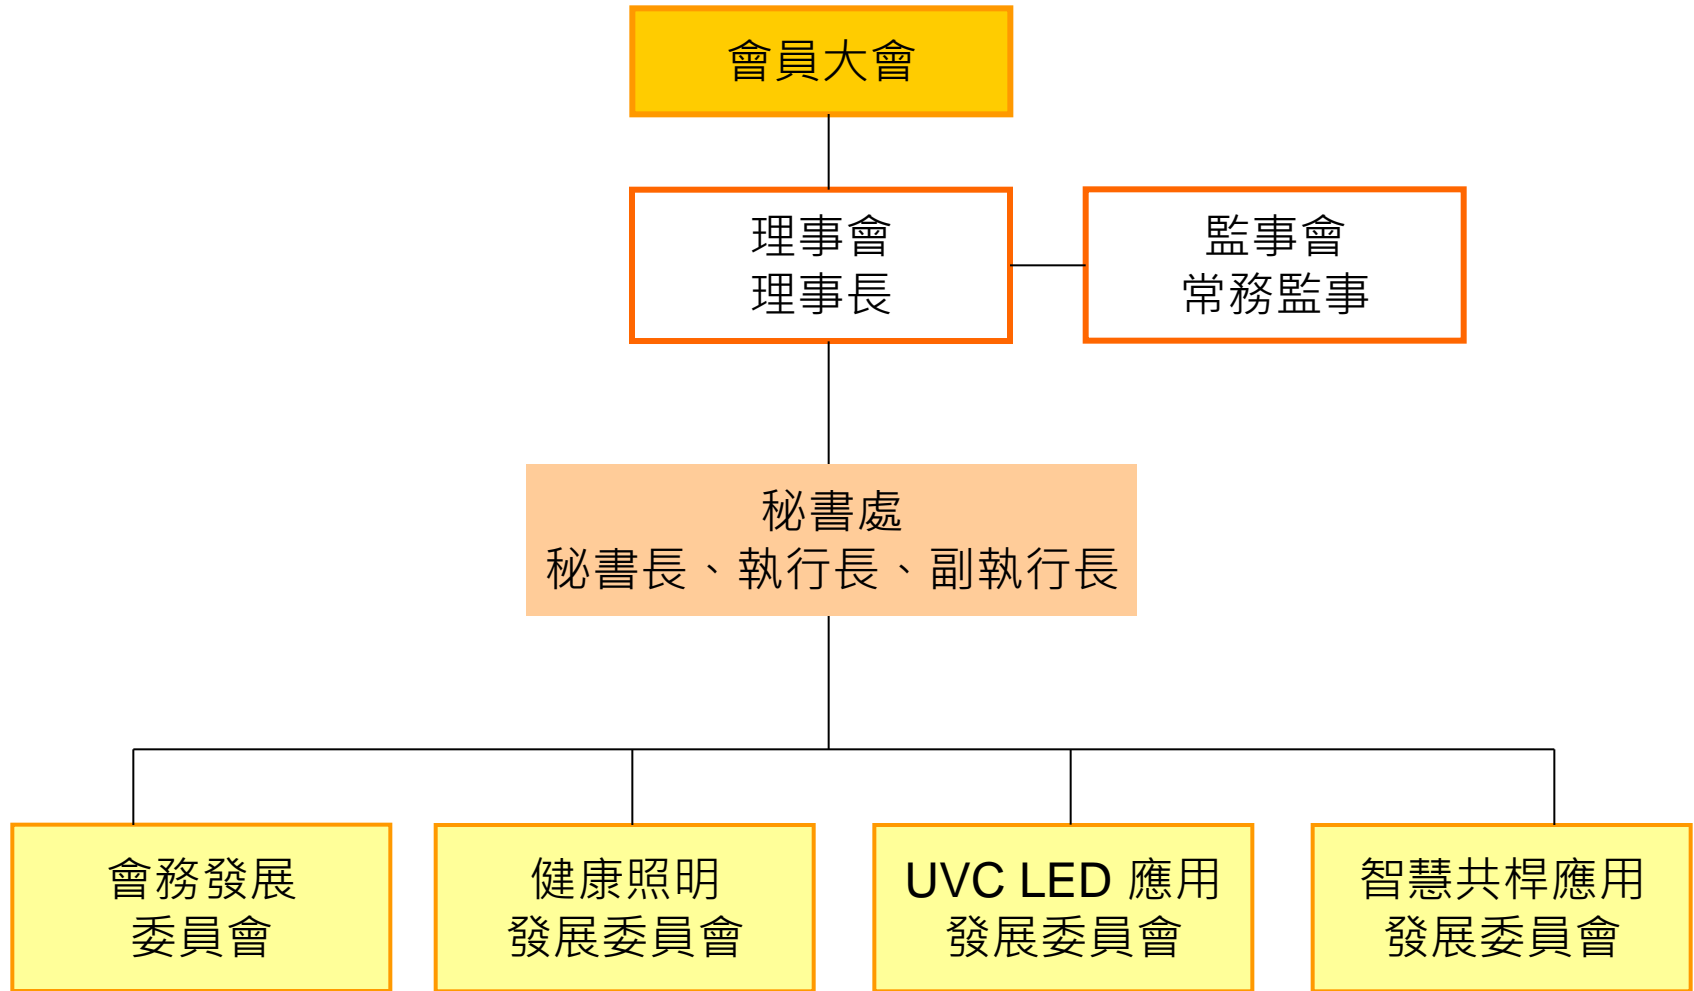 會員大會
理事會
理事長
監事會
常務監事
秘書處
秘書長、執行長、副執行長
會務發展
委員會
健康照明
發展委員會
UVC LED 應用
發展委員會
智慧共桿應用
發展委員會